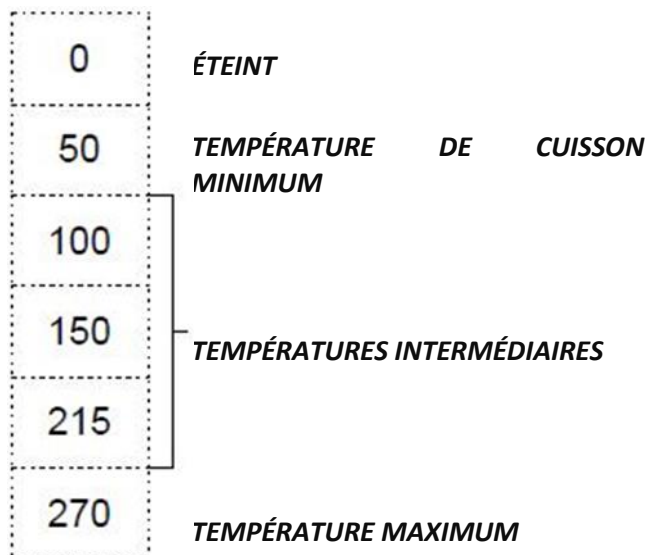 0 ÉTEINT
50 TEMPÉRATURE DE CUISSON
MINIMUM
100
150 TEMPÉRATURES INTERMÉDIAIRES
215
270 TEMPÉRATURE MAXIMUM